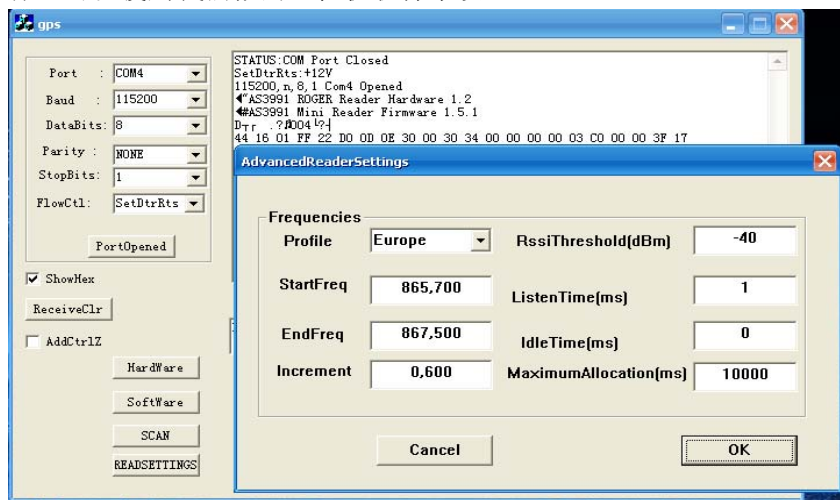 gps
Port :
COM4
Baud :
115200
DataBits:
8
Parity :
NONE
StopBits:
1
FlowCtl:
SetDtrRts
PortOpened
ShowHex
ReceiveClr
AddCtrlZ
HardWare
SoftWare
SCAN
READSETTINGS
STATUS:COM Port Closed
SetDtrRts:+12V
115200,n,8,1 Com4 Opened
AS3991 ROGER Reader Hardware 1.2
AS3991 Mini Reader Firmware 1.5.1
44 16 01 FF 22 D0 0D 0E 30 00 30 34 00 00 00 00 03 C0 00 00 3F 17
AdvancedReaderSettings
Frequencies
Profile
Europe
RssiThreshold(dBm)
-40
StartFreq
865,700
ListenTime(ms)
1
EndFreq
867,500
IdleTime(ms)
0
Increment
0,600
MaximumAllocation(ms)
10000
Cancel
OK